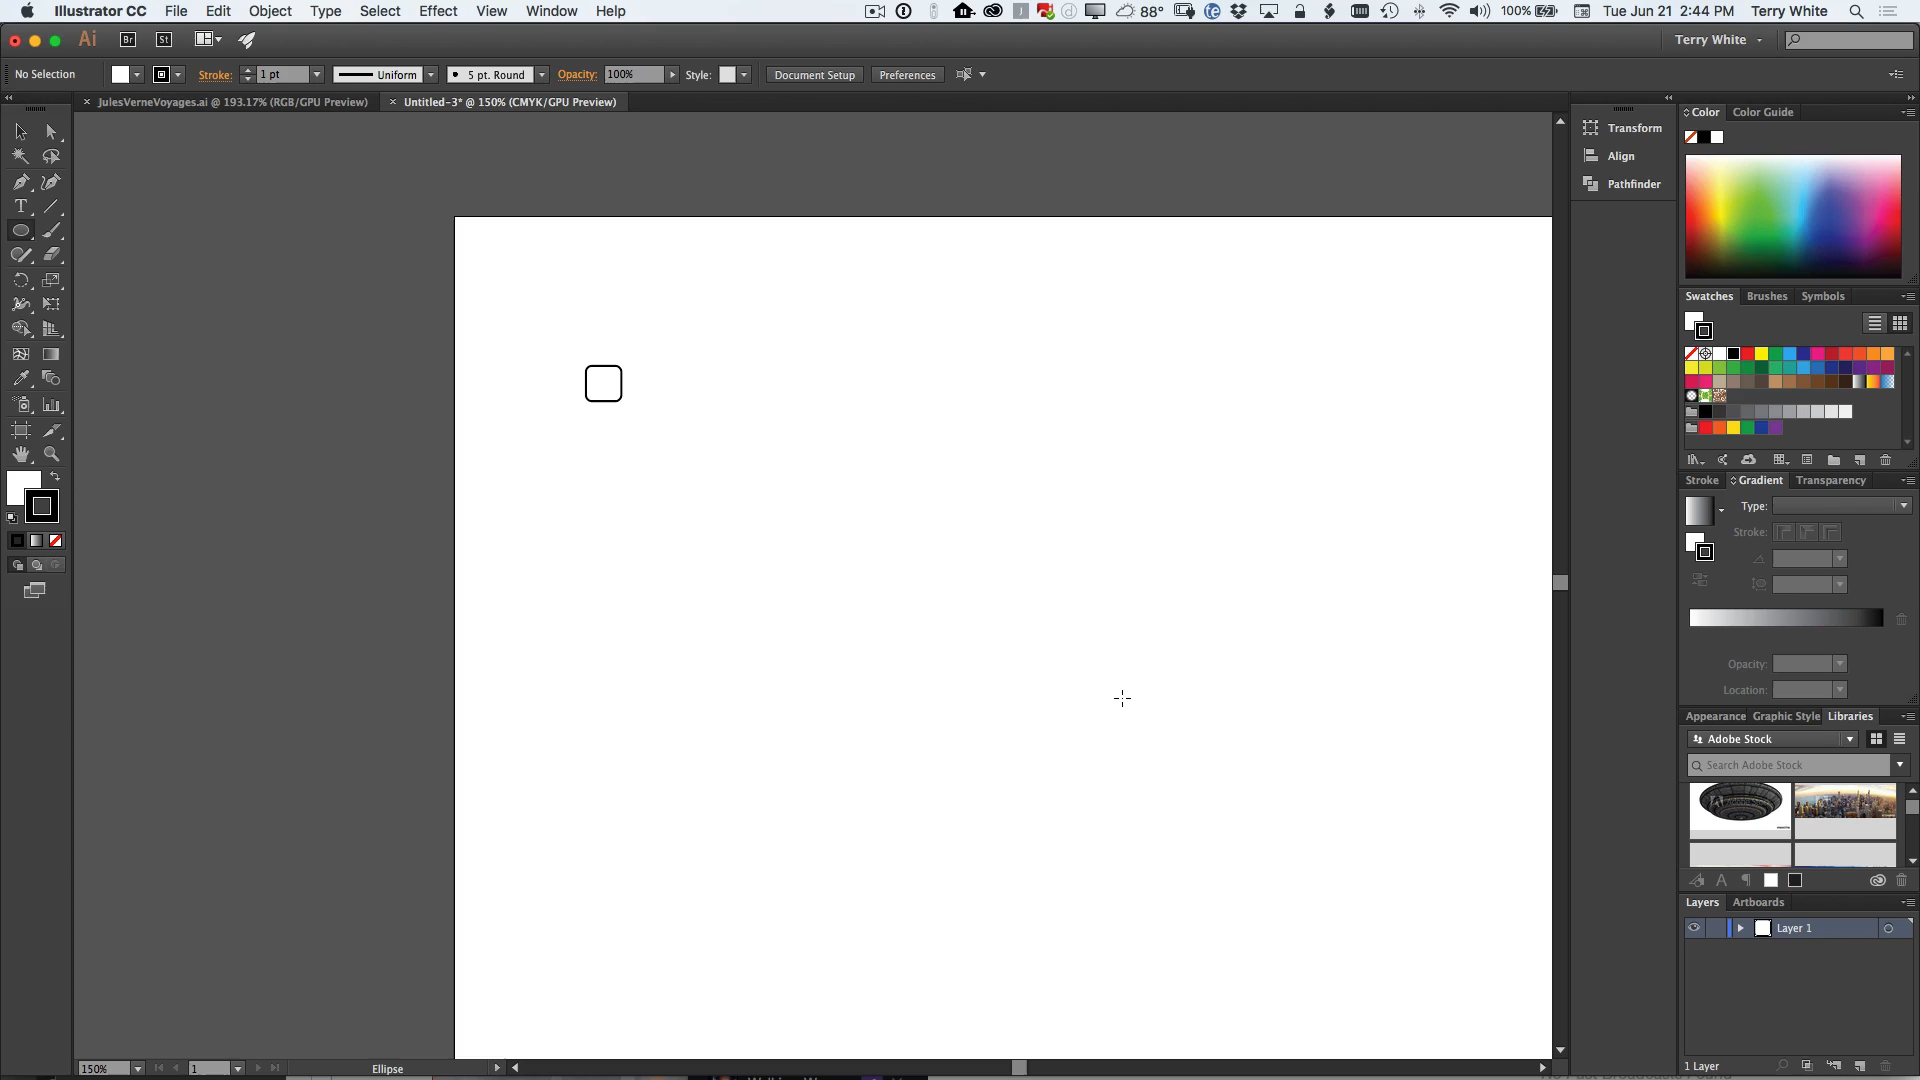 Illustrator CC File Edit Object Type Select Effect View Window Help 88° 100% Tue Jun 21 2:44 PM Terry White
Ai Br St Terry White
No Selection Stroke: 1 pt Uniform 5 pt. Round Opacity: 100% Style: Document Setup Preferences
JulesVerneVoyages.ai @ 193.17% (RGB/GPU Preview) Untitled-3* @ 150% (CMYK/GPU Preview)
Color Color Guide
Transform
Align
Pathfinder
Swatches Brushes Symbols
Stroke Gradient Transparency
Type:
Stroke:
Opacity:
Location:
Appearance Graphic Style Libraries
Adobe Stock
Search Adobe Stock
Layers Artboards
Layer 1
1 Layer
150% 1 Ellipse